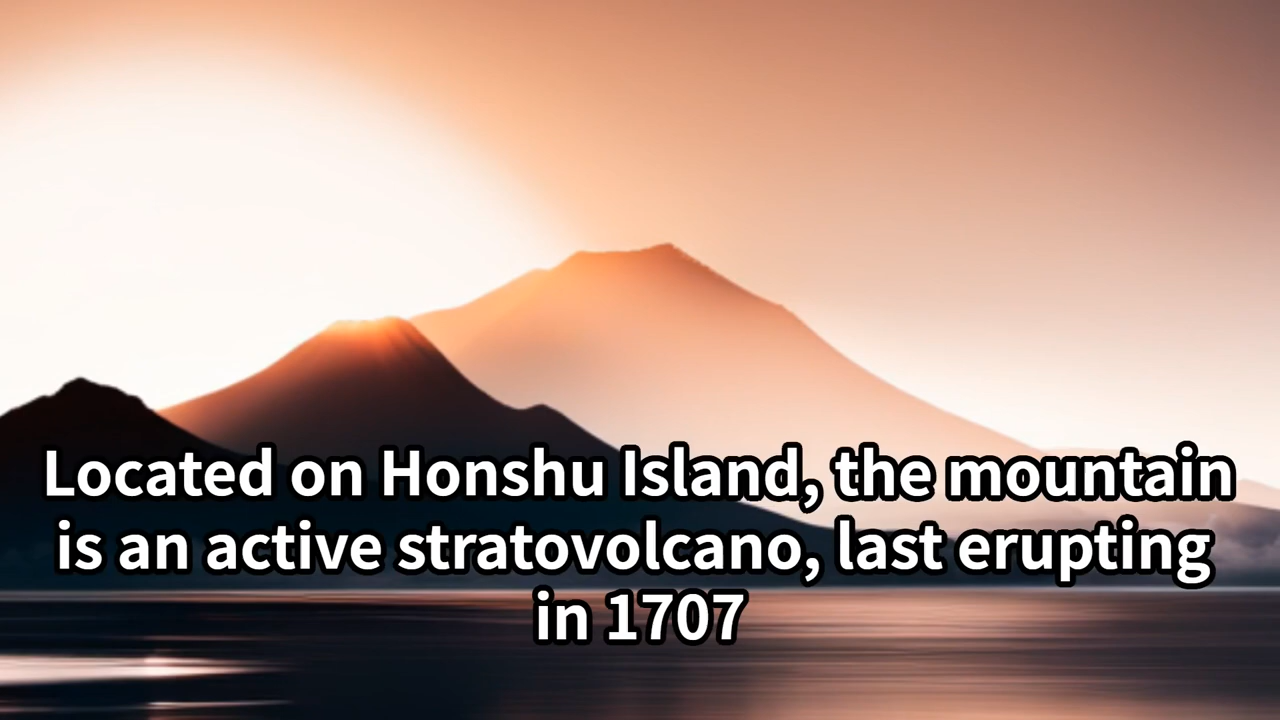 Located on Honshu Island, the mountain
is an active stratovolcano, last erupting
in 1707